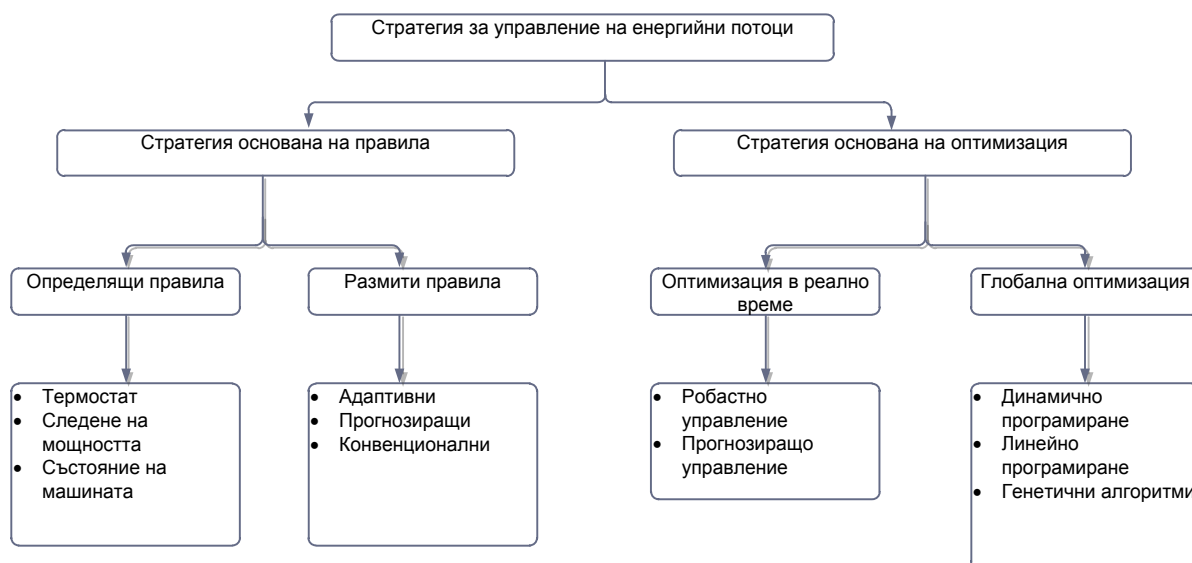 Стратегия за управление на енергийни потоци
Стратегия основана на правила
Стратегия основана на оптимизация
Определящи правила
Размити правила
Оптимизация в реално
време
Глобална оптимизация
• Термостат
• Следене на
мощността
• Състояние на
машината
• Адаптивни
• Прогнозиращи
• Конвенционални
• Робастно
управление
• Прогнозиращо
управление
• Динамично
програмиране
• Линейно
програмиране
• Генетични алгоритми